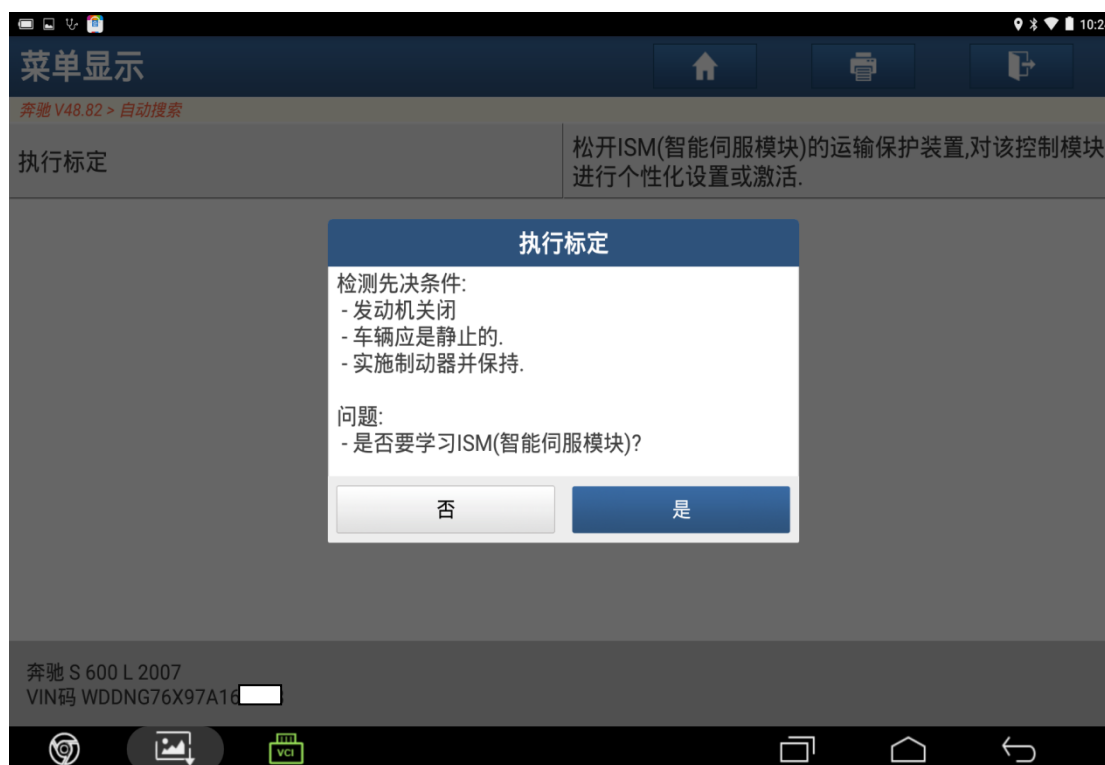 10:2
菜单显示
奔驰 V48.82 > 自动搜索
执行标定
松开ISM(智能伺服模块)的运输保护装置,对该控制模块
进行个性化设置或激活.
执行标定
检测先决条件:
- 发动机关闭
- 车辆应是静止的.
- 实施制动器并保持.
问题:
- 是否要学习ISM(智能伺服模块)?
否
是
奔驰 S 600 L 2007
VIN码 WDDNG76X97A16
VCI